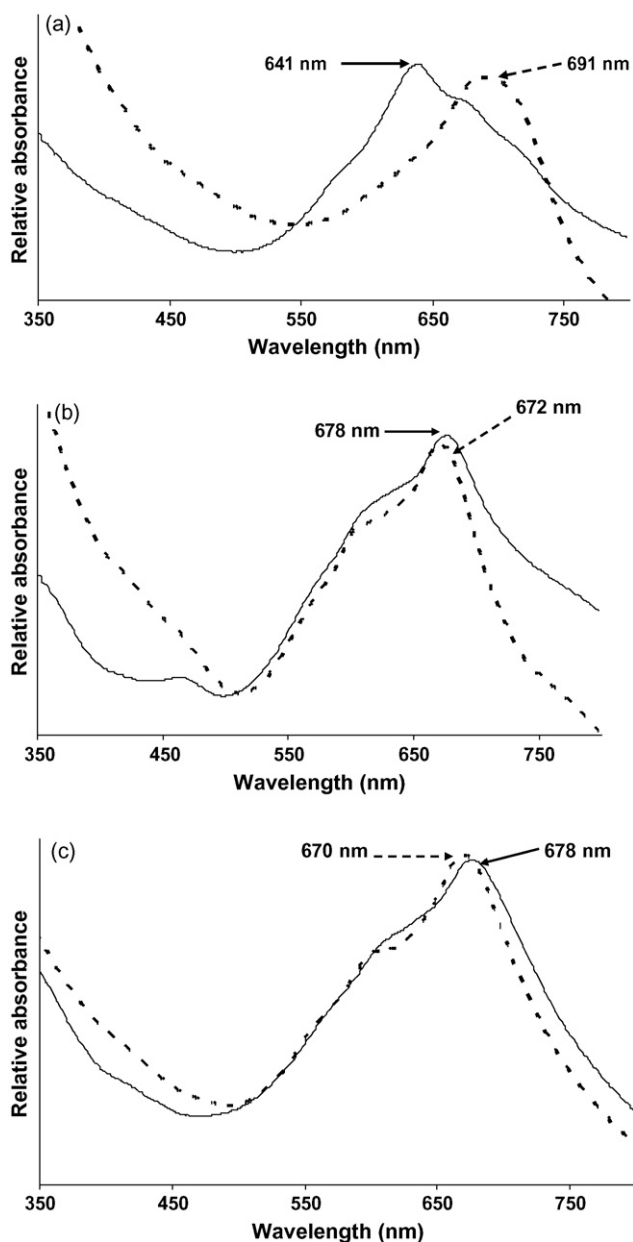 (a)
641 nm
691 nm
Relative absorbance
350 450 550 650 750
Wavelength (nm)
(b)
678 nm
672 nm
Relative absorbance
350 450 550 650 750
Wavelength (nm)
(c)
670 nm
678 nm
Relative absorbance
350 450 550 650 750
Wavelength (nm)